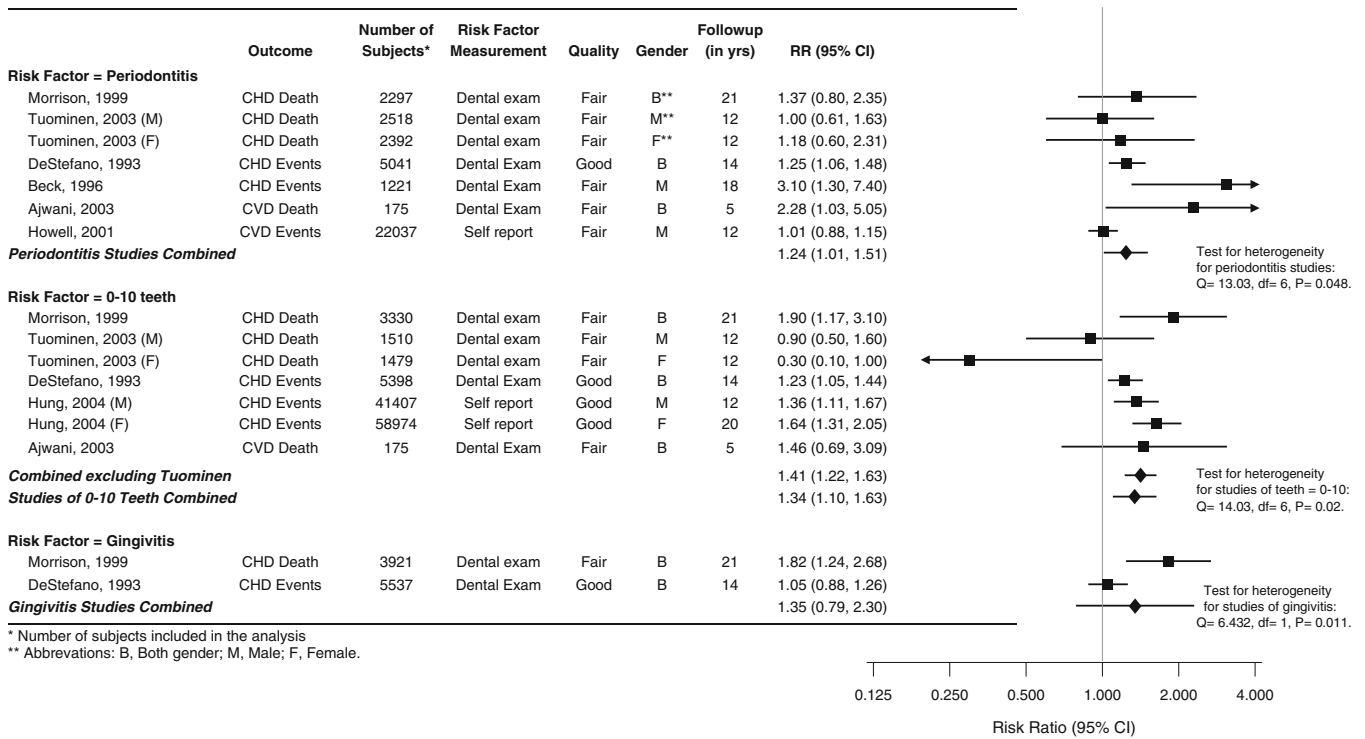 Outcome Number of Subjects* Risk Factor Measurement Quality Gender Followup (in yrs) RR (95% CI)
Risk Factor = Periodontitis
Morrison, 1999 CHD Death 2297 Dental exam Fair B** 21 1.37 (0.80, 2.35)
Tuominen, 2003 (M) CHD Death 2518 Dental exam Fair M** 12 1.00 (0.61, 1.63)
Tuominen, 2003 (F) CHD Death 2392 Dental exam Fair F** 12 1.18 (0.60, 2.31)
DeStefano, 1993 CHD Events 5041 Dental Exam Good B 14 1.25 (1.06, 1.48)
Beck, 1996 CHD Events 1221 Dental Exam Fair M 18 3.10 (1.30, 7.40)
Ajwani, 2003 CVD Death 175 Dental Exam Fair B 5 2.28 (1.03, 5.05)
Howell, 2001 CVD Events 22037 Self report Fair M 12 1.01 (0.88, 1.15)
Periodontitis Studies Combined 1.24 (1.01, 1.51)
Test for heterogeneity
for periodontitis studies:
Q= 13.03, df= 6, P= 0.048.
Risk Factor = 0-10 teeth
Morrison, 1999 CHD Death 3330 Dental exam Fair B 21 1.90 (1.17, 3.10)
Tuominen, 2003 (M) CHD Death 1510 Dental exam Fair M 12 0.90 (0.50, 1.60)
Tuominen, 2003 (F) CHD Death 1479 Dental exam Fair F 12 0.30 (0.10, 1.00)
DeStefano, 1993 CHD Events 5398 Dental Exam Good B 14 1.23 (1.05, 1.44)
Hung, 2004 (M) CHD Events 41407 Self report Good M 12 1.36 (1.11, 1.67)
Hung, 2004 (F) CHD Events 58974 Self report Good F 20 1.64 (1.31, 2.05)
Ajwani, 2003 CVD Death 175 Dental Exam Fair B 5 1.46 (0.69, 3.09)
Combined excluding Tuominen 1.41 (1.22, 1.63)
Studies of 0-10 Teeth Combined 1.34 (1.10, 1.63)
Test for heterogeneity
for studies of teeth = 0-10:
Q= 14.03, df= 6, P= 0.02.
Risk Factor = Gingivitis
Morrison, 1999 CHD Death 3921 Dental exam Fair B 21 1.82 (1.24, 2.68)
DeStefano, 1993 CHD Events 5537 Dental Exam Good B 14 1.05 (0.88, 1.26)
Gingivitis Studies Combined 1.35 (0.79, 2.30)
Test for heterogeneity
for studies of gingivitis:
Q= 6.432, df= 1, P= 0.011.
* Number of subjects included in the analysis
** Abbrevations: B, Both gender; M, Male; F, Female.
0.125 0.250 0.500 1.000 2.000 4.000
Risk Ratio (95% CI)